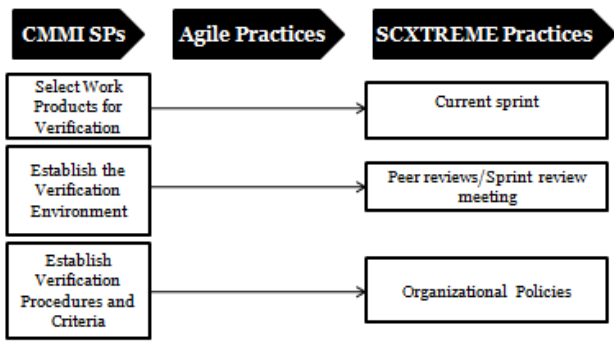 CMMI SPs
Agile Practices
SCXTREME Practices
Select Work
Products for
Verification
Current sprint
Establish the
Verification
Environment
Peer reviews/Sprint review
meeting
Establish
Verification
Procedures and
Criteria
Organizational Policies